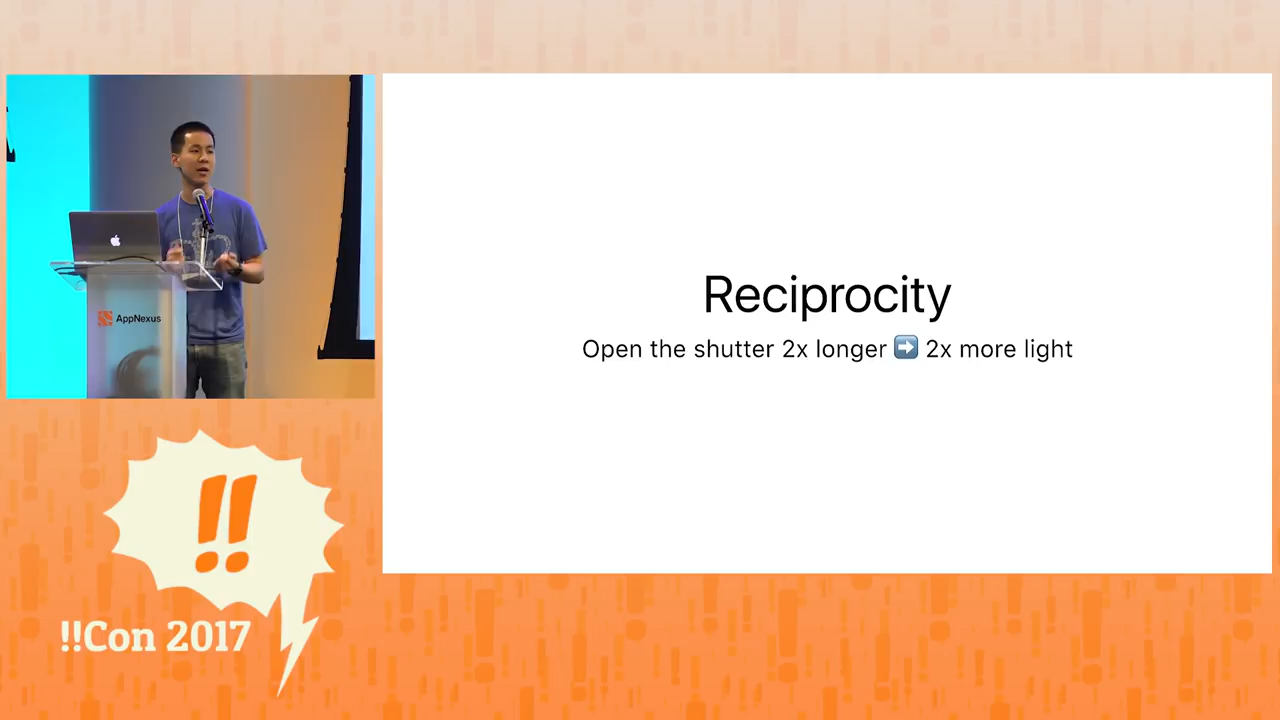 AppNexus
Reciprocity
Open the shutter 2x longer ➡️ 2x more light
!!
!!Con 2017